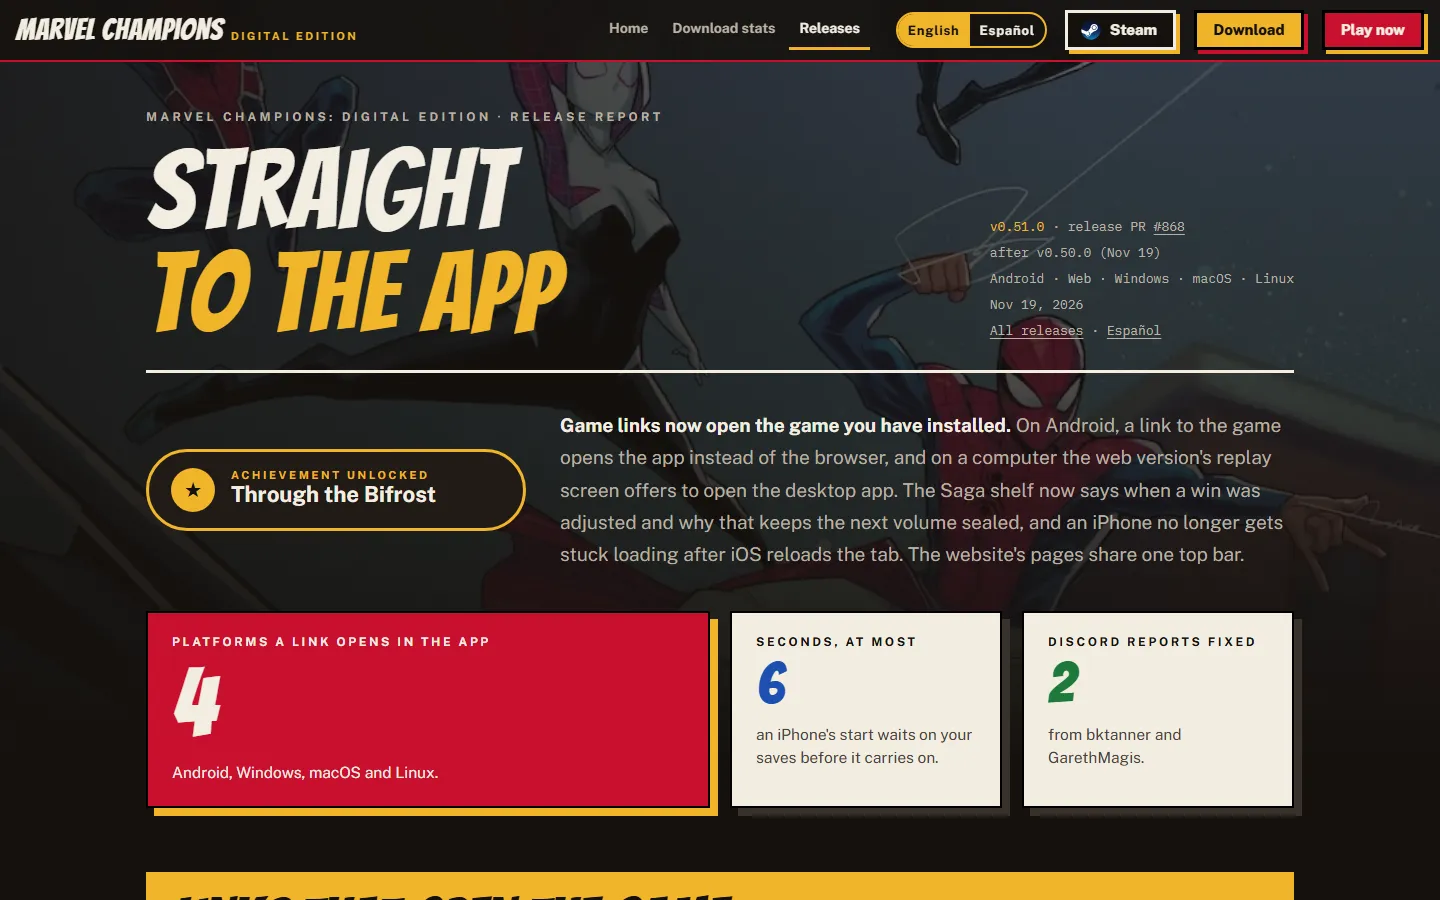 MARVEL CHAMPIONS DIGITAL EDITION
Home Download stats Releases English Español Steam Download Play now
MARVEL CHAMPIONS: DIGITAL EDITION · RELEASE REPORT
STRAIGHT
TO THE APP
v0.51.0 · release PR #868
after v0.50.0 (Nov 19)
Android · Web · Windows · macOS · Linux
Nov 19, 2026
All releases · Español
ACHIEVEMENT UNLOCKED
Through the Bifrost
Game links now open the game you have installed. On Android, a link to the game
opens the app instead of the browser, and on a computer the web version's replay
screen offers to open the desktop app. The Saga shelf now says when a win was
adjusted and why that keeps the next volume sealed, and an iPhone no longer gets
stuck loading after iOS reloads the tab. The website's pages share one top bar.
PLATFORMS A LINK OPENS IN THE APP
4
Android, Windows, macOS and Linux.
SECONDS, AT MOST
6
an iPhone's start waits on your
saves before it carries on.
DISCORD REPORTS FIXED
2
from bktanner and
GarethMagis.
LINKS THAT OPEN THE GAME